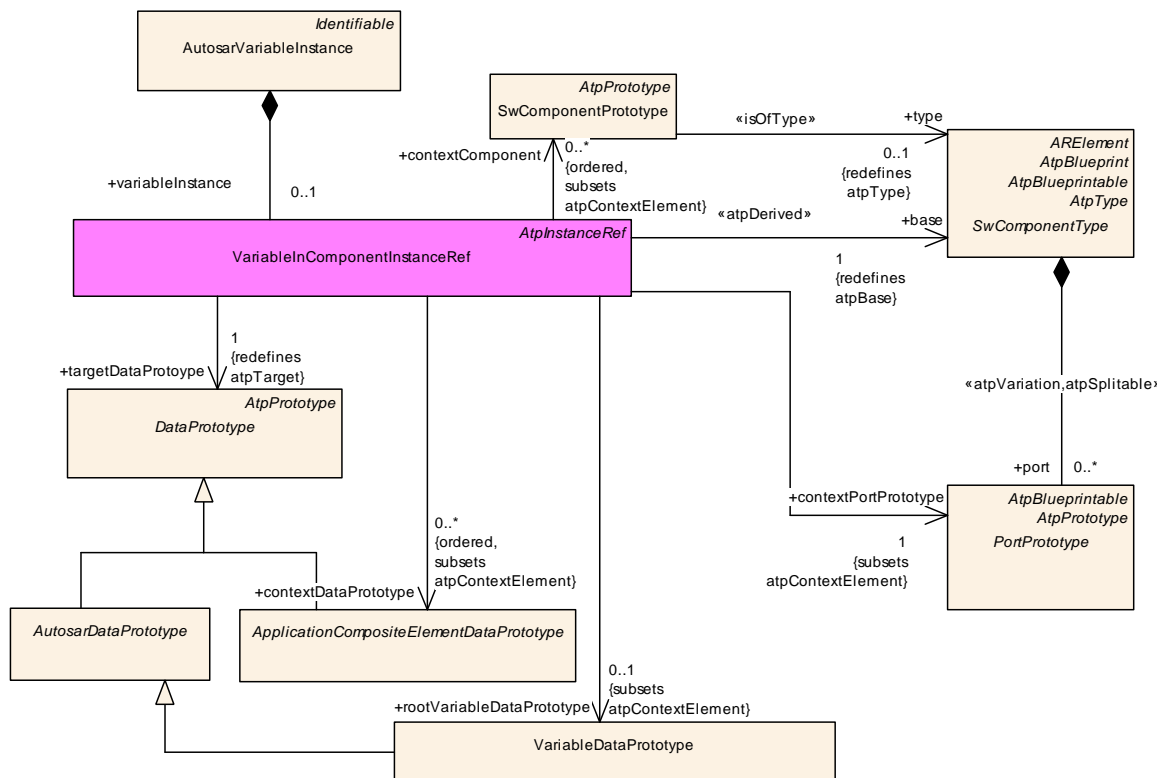 Identifiable
AutosarVariableInstance
AtpPrototype
SwComponentPrototype
«isOfType»
+type
0..1
{redefines
atpType}
ARElement
AtpBlueprint
AtpBlueprintable
AtpType
SwComponentType
+contextComponent
0..*
{ordered,
subsets
atpContextElement}
+variableInstance
0..1
«atpDerived»
+base
1
{redefines
atpBase}
AtpInstanceRef
VariableInComponentInstanceRef
1
{redefines
atpTarget}
+targetDataProtoype
«atpVariation,atpSplitable»
AtpPrototype
DataPrototype
+port
0..*
+contextPortPrototype
1
{subsets
atpContextElement}
AtpBlueprintable
AtpPrototype
PortPrototype
0..*
{ordered,
subsets
atpContextElement}
+contextDataPrototype
AutosarDataPrototype
ApplicationCompositeElementDataPrototype
0..1
{subsets
atpContextElement}
+rootVariableDataPrototype
VariableDataPrototype